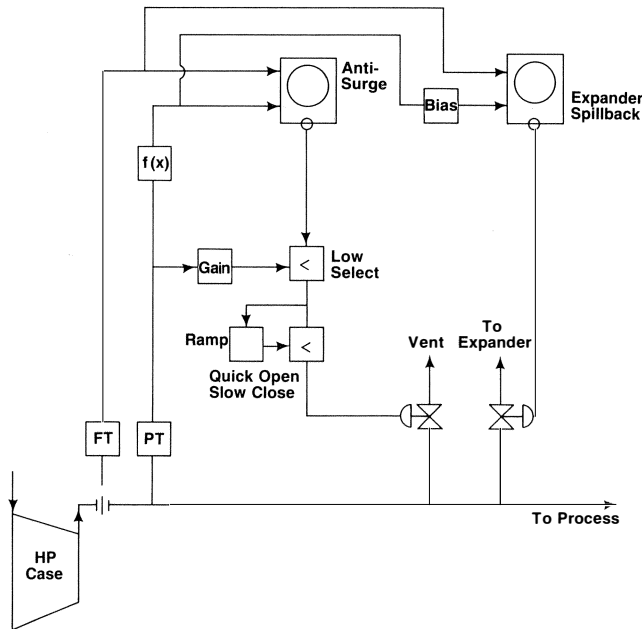 Anti-
Surge
Expander
Spillback
Bias
f(x)
Gain
<
Low
Select
Ramp
<
Quick Open
Slow Close
Vent
To
Expander
FT
PT
HP
Case
To Process